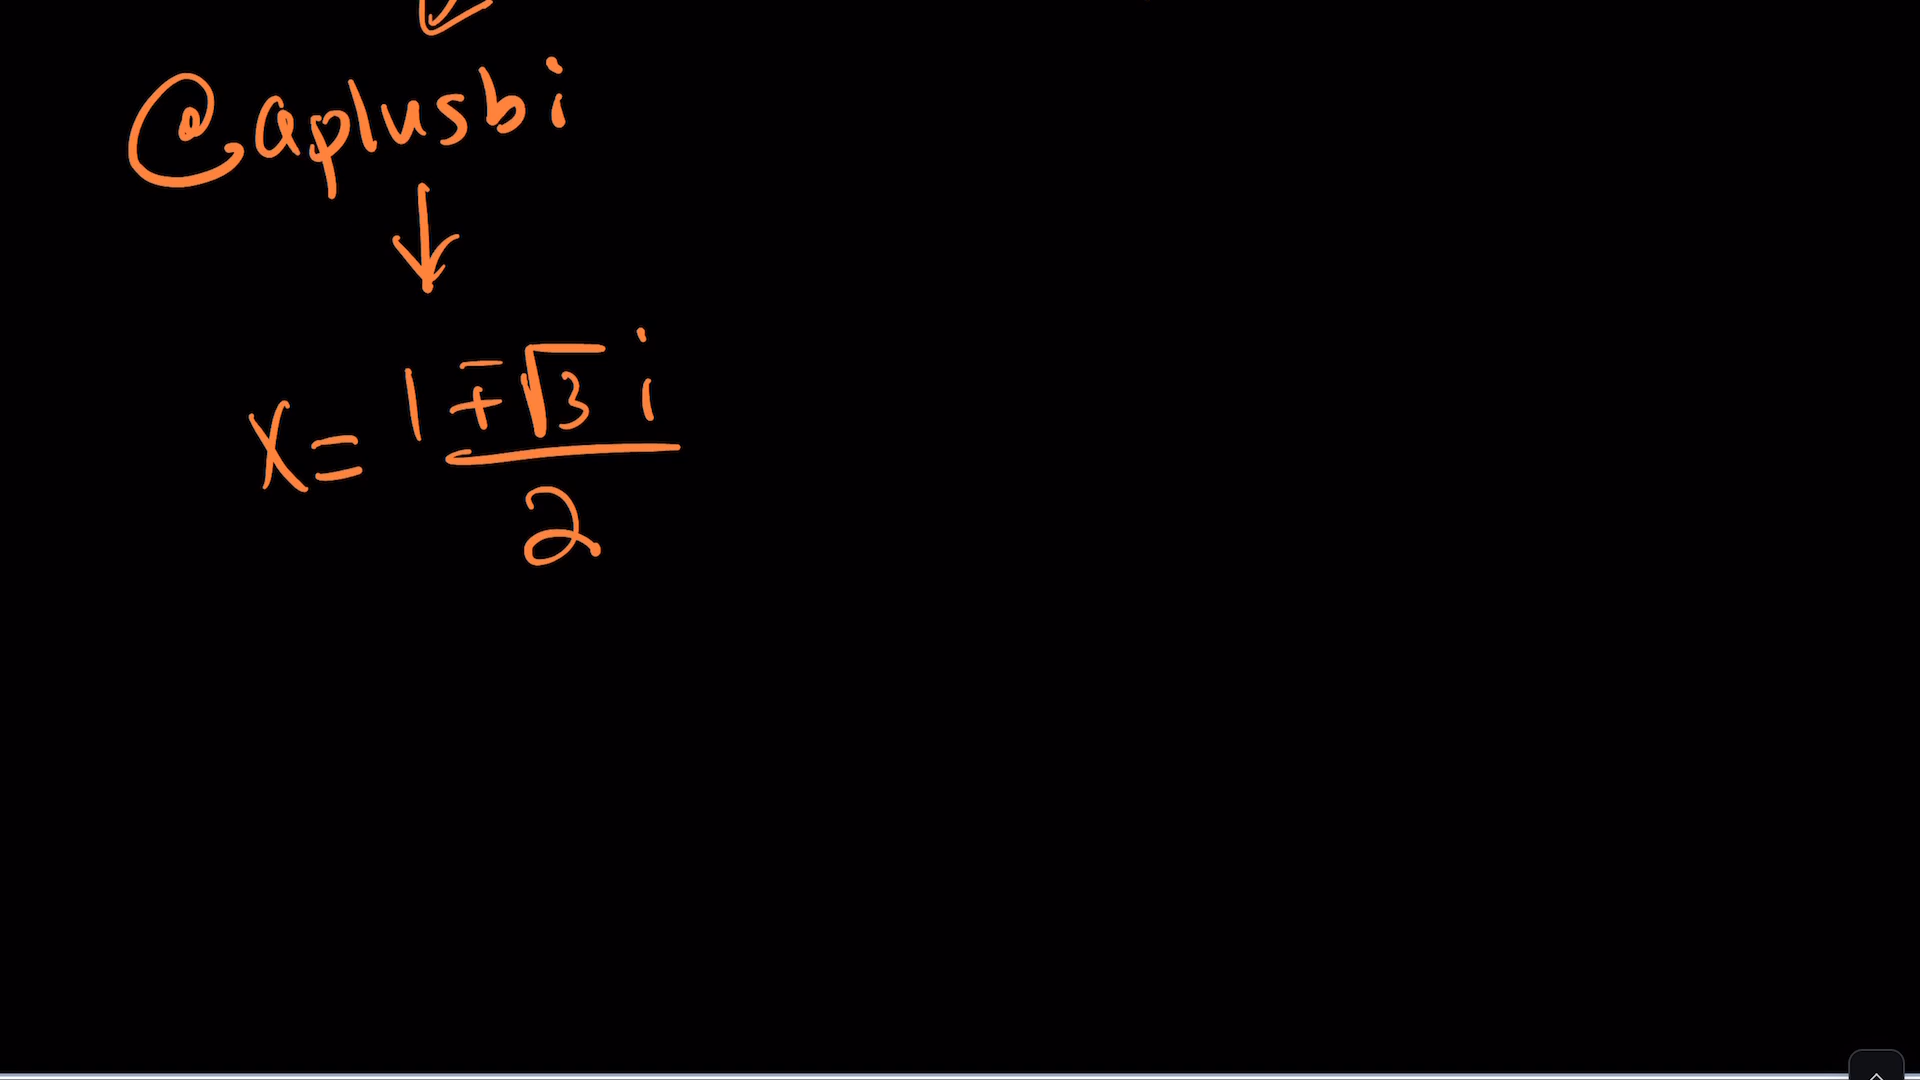 @aplusbi
x = 1 ∓ √3 i
2